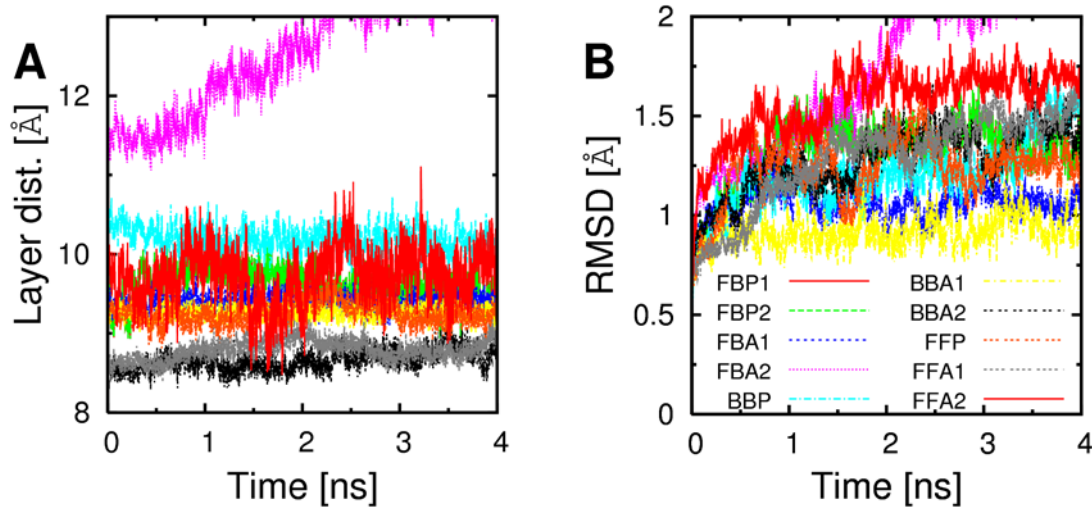 A
Layer dist. [Å]
12
10
8
0 1 2 3 4
Time [ns]
B
RMSD [Å]
2
1.5
1
0.5
0
FBP1 BBA1
FBP2 BBA2
FBA1 FFP
FBA2 FFA1
BBP FFA2
0 1 2 3 4
Time [ns]